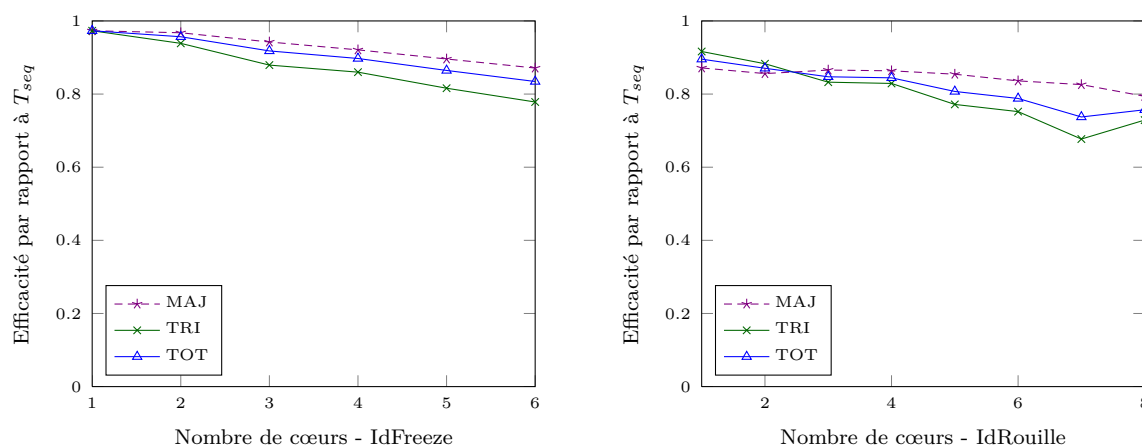 1
0.8
0.6
0.4
0.2
0
1
2
3
4
5
6
Efficacité par rapport à T_seq
Nombre de cœurs - IdFreeze
MAJ
TRI
TOT
1
0.8
0.6
0.4
0.2
0
2
4
6
8
Efficacité par rapport à T_seq
Nombre de cœurs - IdRouille
MAJ
TRI
TOT